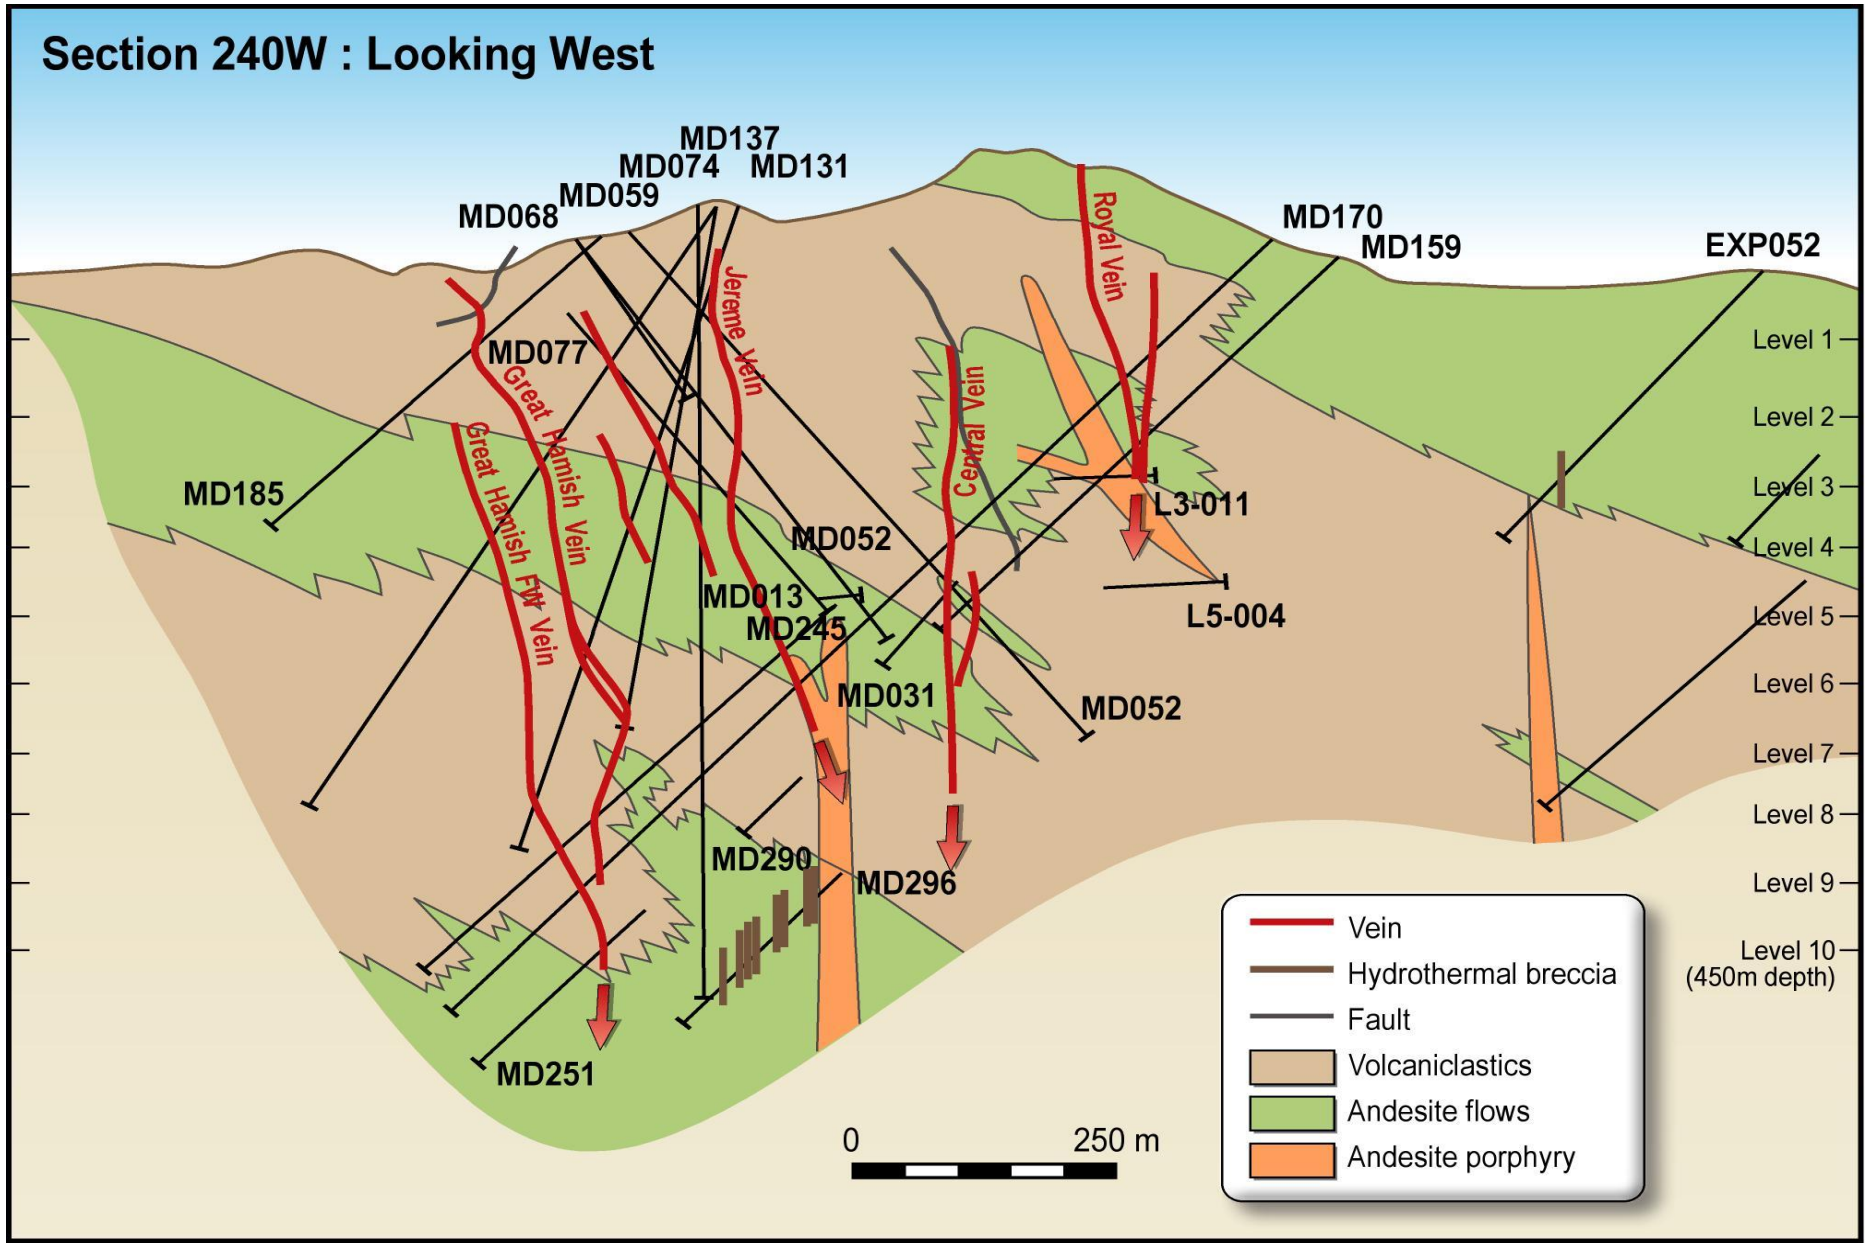 Section 240W : Looking West
MD137
MD074
MD131
MD059
MD068
MD170
MD159
EXP052
Royal Vein
Jereme Vein
Level 1
MD077
Great Hamish Vein
Central Vein
Level 2
Great Hamish FW Vein
MD185
Level 3
L3-011
MD052
Level 4
MD013
MD245
L5-004
Level 5
MD031
MD052
Level 6
Level 7
Level 8
MD290
MD296
Level 9
Level 10
(450m depth)
MD251
0
250 m
Vein
Hydrothermal breccia
Fault
Volcaniclastics
Andesite flows
Andesite porphyry